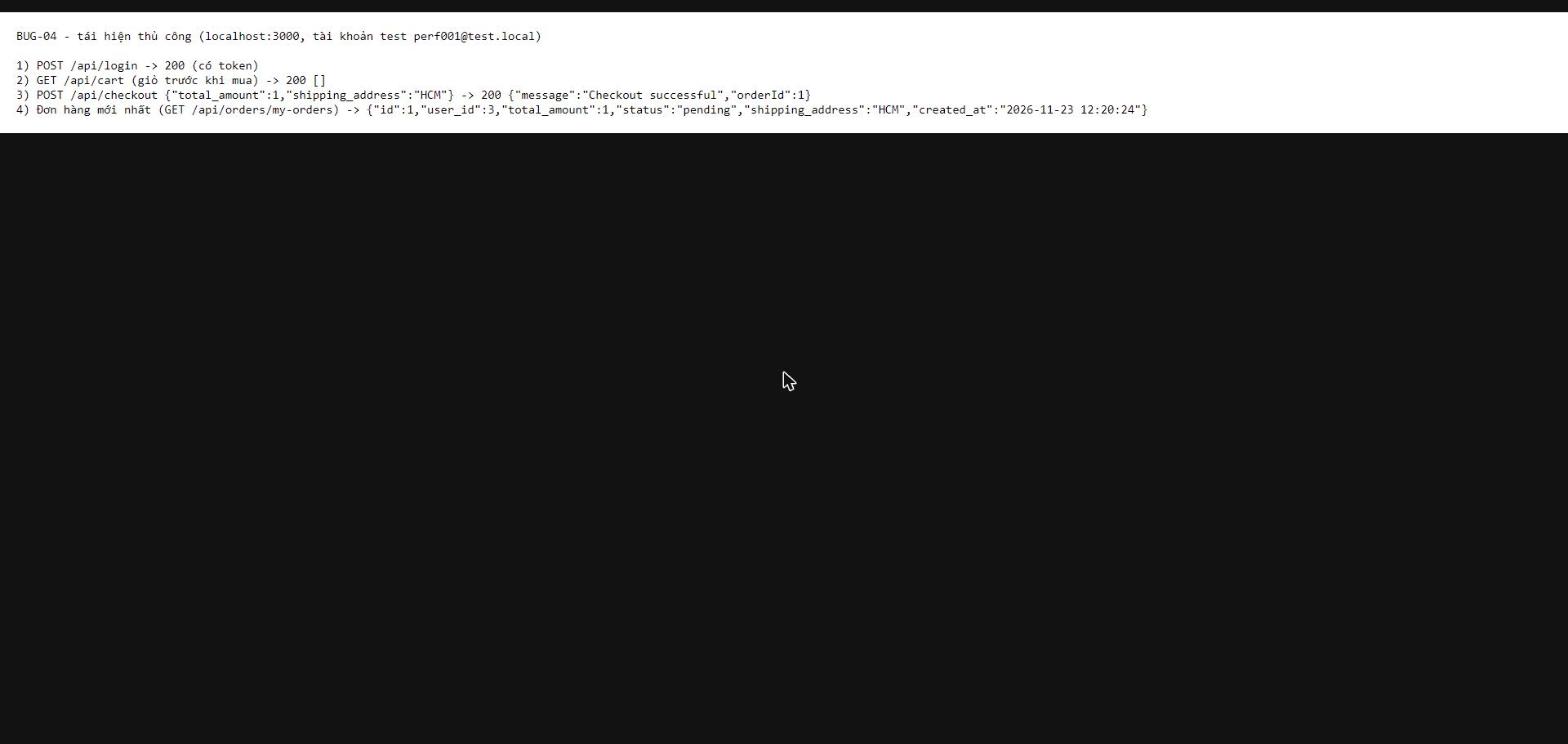 BUG-04 - tái hiện thủ công (localhost:3000, tài khoản test perf001@test.local)
1) POST /api/login -> 200 (có token)
2) GET /api/cart (giỏ trước khi mua) -> 200 []
3) POST /api/checkout {"total_amount":1,"shipping_address":"HCM"} -> 200 {"message":"Checkout successful","orderId":1}
4) Đơn hàng mới nhất (GET /api/orders/my-orders) -> {"id":1,"user_id":3,"total_amount":1,"status":"pending","shipping_address":"HCM","created_at":"2026-11-23 12:20:24"}